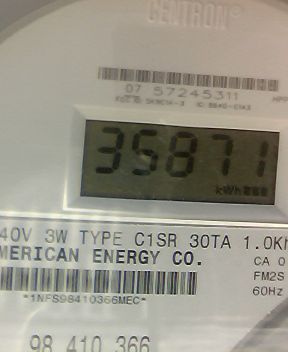 CENTRON®
07 57245311
35871
kWh
40V 3W TYPE C1SR 30TA 1.0Kh
MERICAN ENERGY CO.
CA 0
FM2S
60Hz
*1NFS98410366MEC*
98 410 366